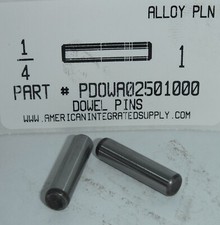 ALLOY PLN
1/4
1
PART # PDOWA02501000
DOWEL PINS
WWW.AMERICANINTEGRATEDSUPPLY.COM